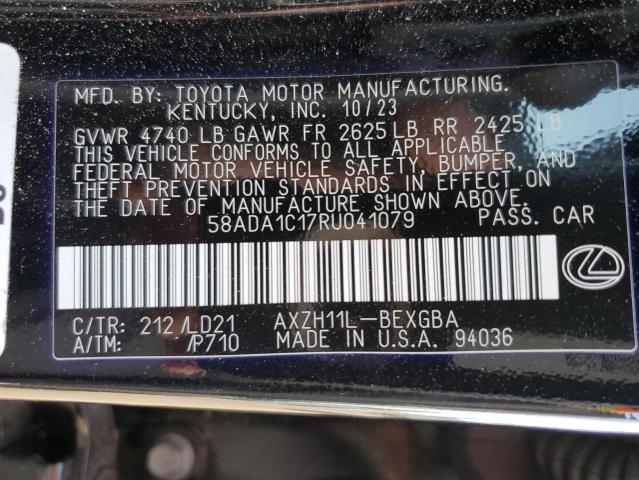 MFD. BY: TOYOTA MOTOR MANUFACTURING.
KENTUCKY, INC. 10/23
GVWR 4740 LB GAWR FR 2625 LB RR 2425 LB
THIS VEHICLE CONFORMS TO ALL APPLICABLE
FEDERAL MOTOR VEHICLE SAFETY, BUMPER, AND
THEFT PREVENTION STANDARDS IN EFFECT ON
THE DATE OF MANUFACTURE SHOWN ABOVE.
58ADA1C17RU041079 PASS. CAR
C/TR: 212 /LD21 AXZH11L-BEXGBA
A/TM: /P710 MADE IN U.S.A. 94036